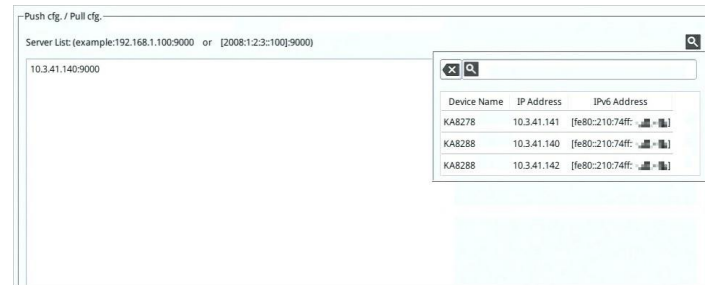 Push cfg. / Pull cfg.
Server List: (example:192.168.1.100:9000 or [2008:1:2:3::100]:9000)
10.3.41.140:9000
Device Name IP Address IPv6 Address
KA8278 10.3.41.141 [fe80::210:74ff:
KA8288 10.3.41.140 [fe80::210:74ff:
KA8288 10.3.41.142 [fe80::210:74ff: